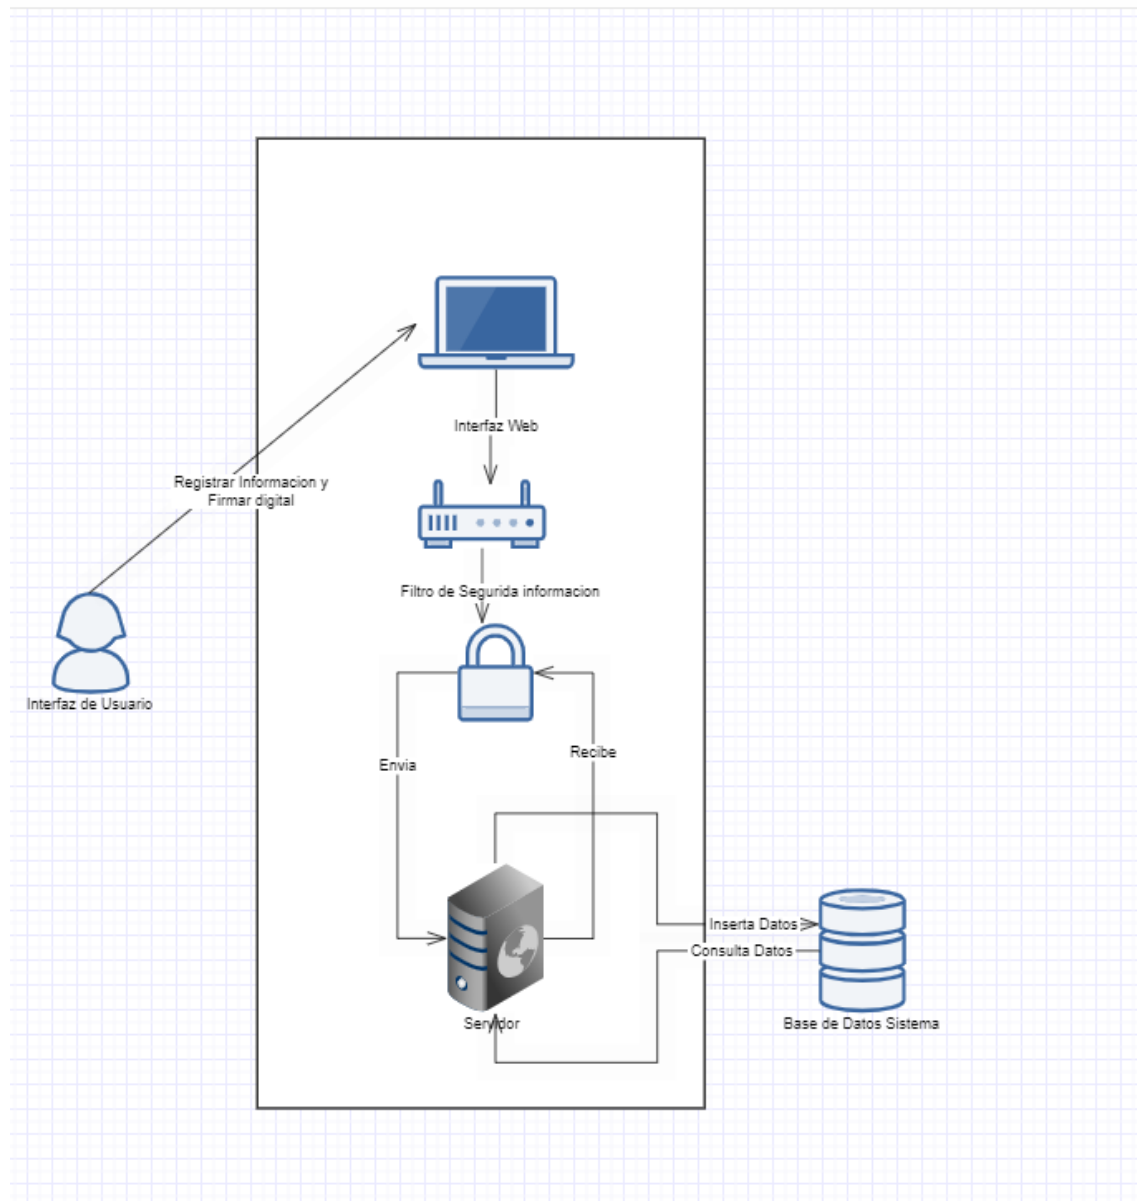 Interfaz Web
Registrar Informacion y
Firmar digital
Filtro de Segurida informacion
Interfaz de Usuario
Recibe
Envia
Inserta Datos
Consulta Datos
Servidor
Base de Datos Sistema